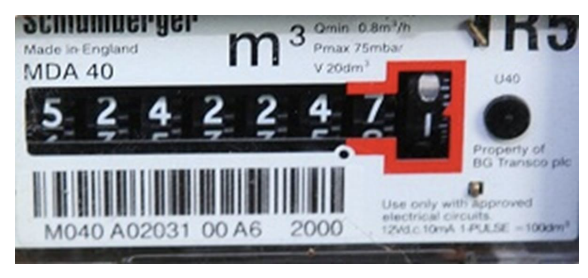 Schlumberger
Made in England
MDA 40
m³
Qmin 0.8m³/h
Pmax 75mbar
V 20dm³
R5
U40
5 2 4 2 2 4 7
Property of
BG Transco plc
Use only with approved
electrical circuits.
12Vd.c.10mA 1-PULSE =100dm³
M040 A02031 00 A6 2000